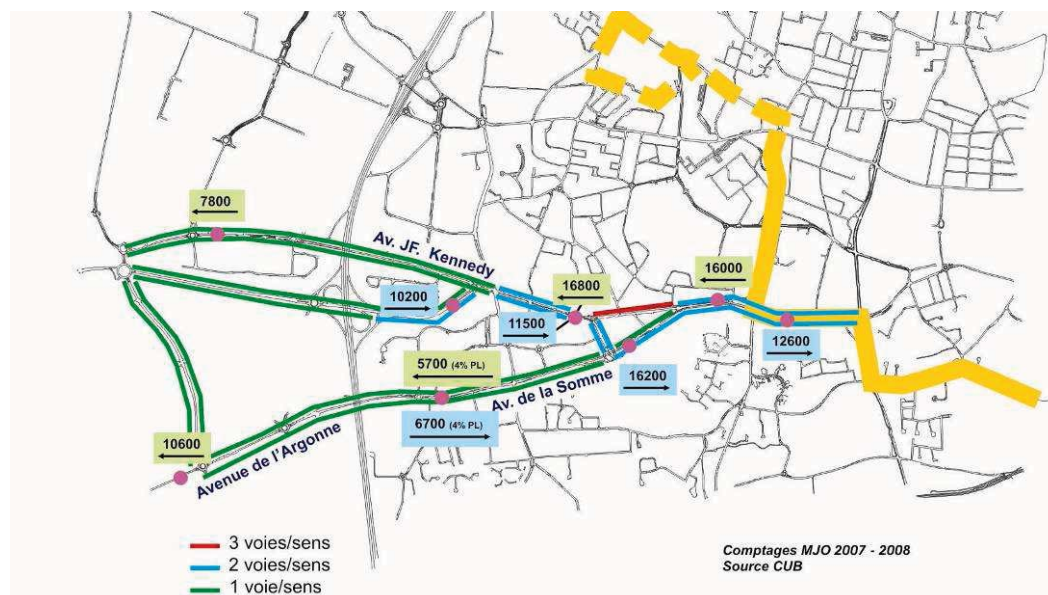 7800
Av. JF. Kennedy
16000
16800
10200
11500
12600
5700 (4% PL)
Av. de la Somme
16200
6700 (4% PL)
10600
Avenue de l'Argonne
3 voies/sens
2 voies/sens
1 voie/sens
Comptages MJO 2007 - 2008
Source CUB